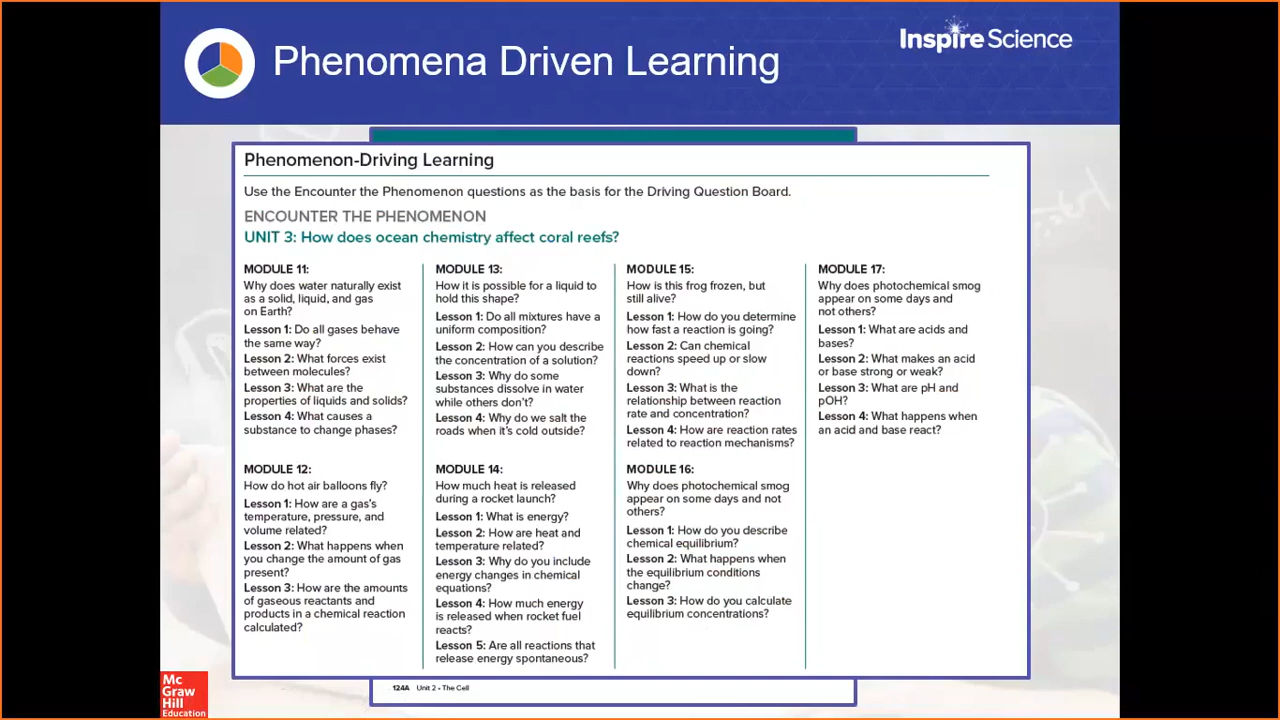 Phenomena Driven Learning
Inspire Science
Phenomenon-Driving Learning
Use the Encounter the Phenomenon questions as the basis for the Driving Question Board.
ENCOUNTER THE PHENOMENON
UNIT 3: How does ocean chemistry affect coral reefs?
MODULE 11:
Why does water naturally exist
as a solid, liquid, and gas
on Earth?
Lesson 1: Do all gases behave
the same way?
Lesson 2: What forces exist
between molecules?
Lesson 3: What are the
properties of liquids and solids?
Lesson 4: What causes a
substance to change phases?
MODULE 12:
How do hot air balloons fly?
Lesson 1: How are a gas's
temperature, pressure, and
volume related?
Lesson 2: What happens when
you change the amount of gas
present?
Lesson 3: How are the amounts
of gaseous reactants and
products in a chemical reaction
calculated?
MODULE 13:
How it is possible for a liquid to
hold this shape?
Lesson 1: Do all mixtures have a
uniform composition?
Lesson 2: How can you describe
the concentration of a solution?
Lesson 3: Why do some
substances dissolve in water
while others don't?
Lesson 4: Why do we salt the
roads when it's cold outside?
MODULE 14:
How much heat is released
during a rocket launch?
Lesson 1: What is energy?
Lesson 2: How are heat and
temperature related?
Lesson 3: Why do you include
energy changes in chemical
equations?
Lesson 4: How much energy
is released when rocket fuel
reacts?
Lesson 5: Are all reactions that
release energy spontaneous?
MODULE 15:
How is this frog frozen, but
still alive?
Lesson 1: How do you determine
how fast a reaction is going?
Lesson 2: Can chemical
reactions speed up or slow
down?
Lesson 3: What is the
relationship between reaction
rate and concentration?
Lesson 4: How are reaction rates
related to reaction mechanisms?
MODULE 16:
Why does photochemical smog
appear on some days and not
others?
Lesson 1: How do you describe
chemical equilibrium?
Lesson 2: What happens when
the equilibrium conditions
change?
Lesson 3: How do you calculate
equilibrium concentrations?
MODULE 17:
Why does photochemical smog
appear on some days and
not others?
Lesson 1: What are acids and
bases?
Lesson 2: What makes an acid
or base strong or weak?
Lesson 3: What are pH and
pOH?
Lesson 4: What happens when
an acid and base react?
124A Unit 2 • The Cell
Mc
Graw
Hill
Education